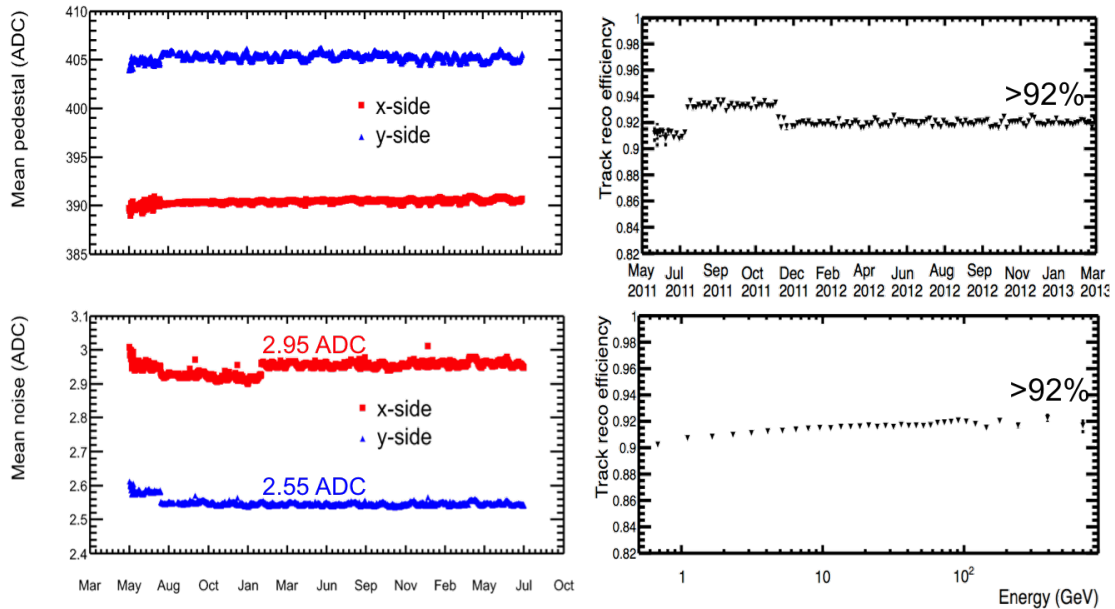 Mean pedestal (ADC)
410
405
400
395
390
385
x-side
y-side
Track reco efficiency
1
0.98
0.96
0.94
0.92
0.9
0.88
0.86
0.84
0.82
>92%
May Jul Sep Oct Dec Feb Apr Jun Aug Sep Nov Jan Mar
2011 2011 2011 2011 2011 2012 2012 2012 2012 2012 2012 2013 2013
Mean noise (ADC)
3.1
3
2.9
2.8
2.7
2.6
2.5
2.4
2.95 ADC
x-side
y-side
2.55 ADC
Mar May Aug Oct Jan Mar Jun Aug Nov Feb May Jul Oct
Track reco efficiency
1
0.98
0.96
0.94
0.92
0.9
0.88
0.86
0.84
0.82
>92%
1 10 10²
Energy (GeV)